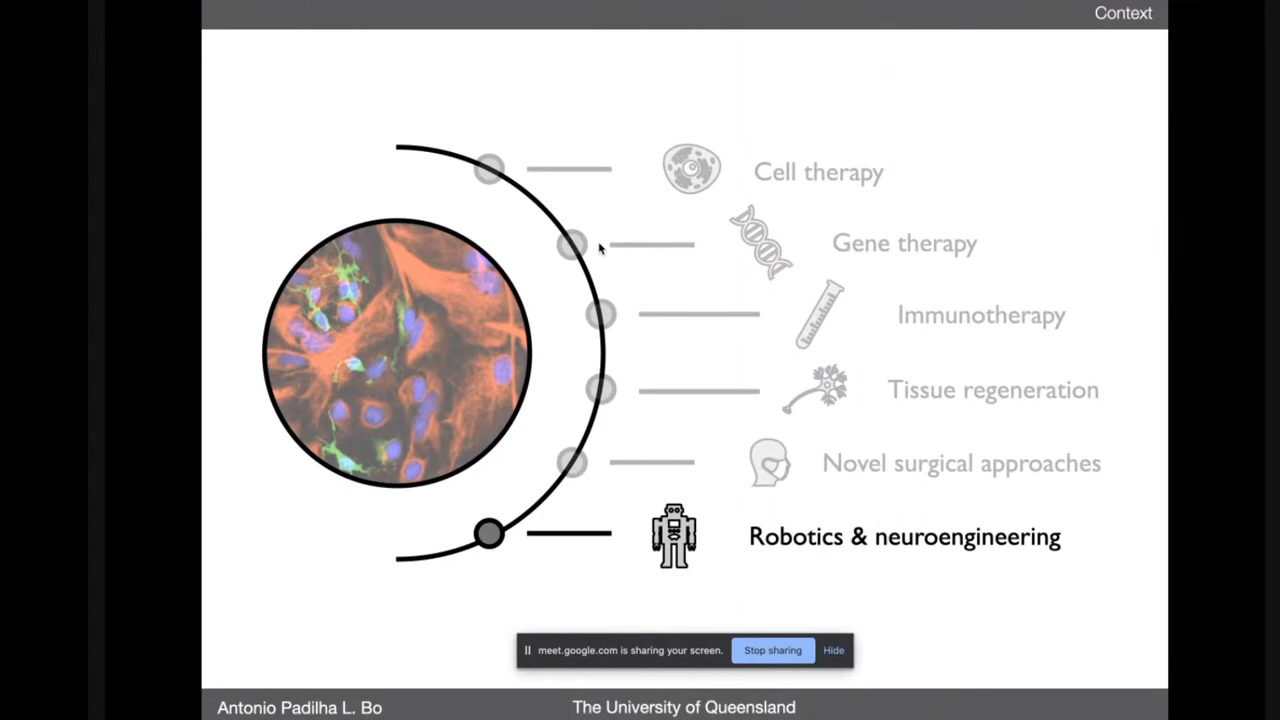 Context
Cell therapy
Gene therapy
Immunotherapy
Tissue regeneration
Novel surgical approaches
Robotics & neuroengineering
meet.google.com is sharing your screen. Stop sharing Hide
Antonio Padilha L. Bo The University of Queensland